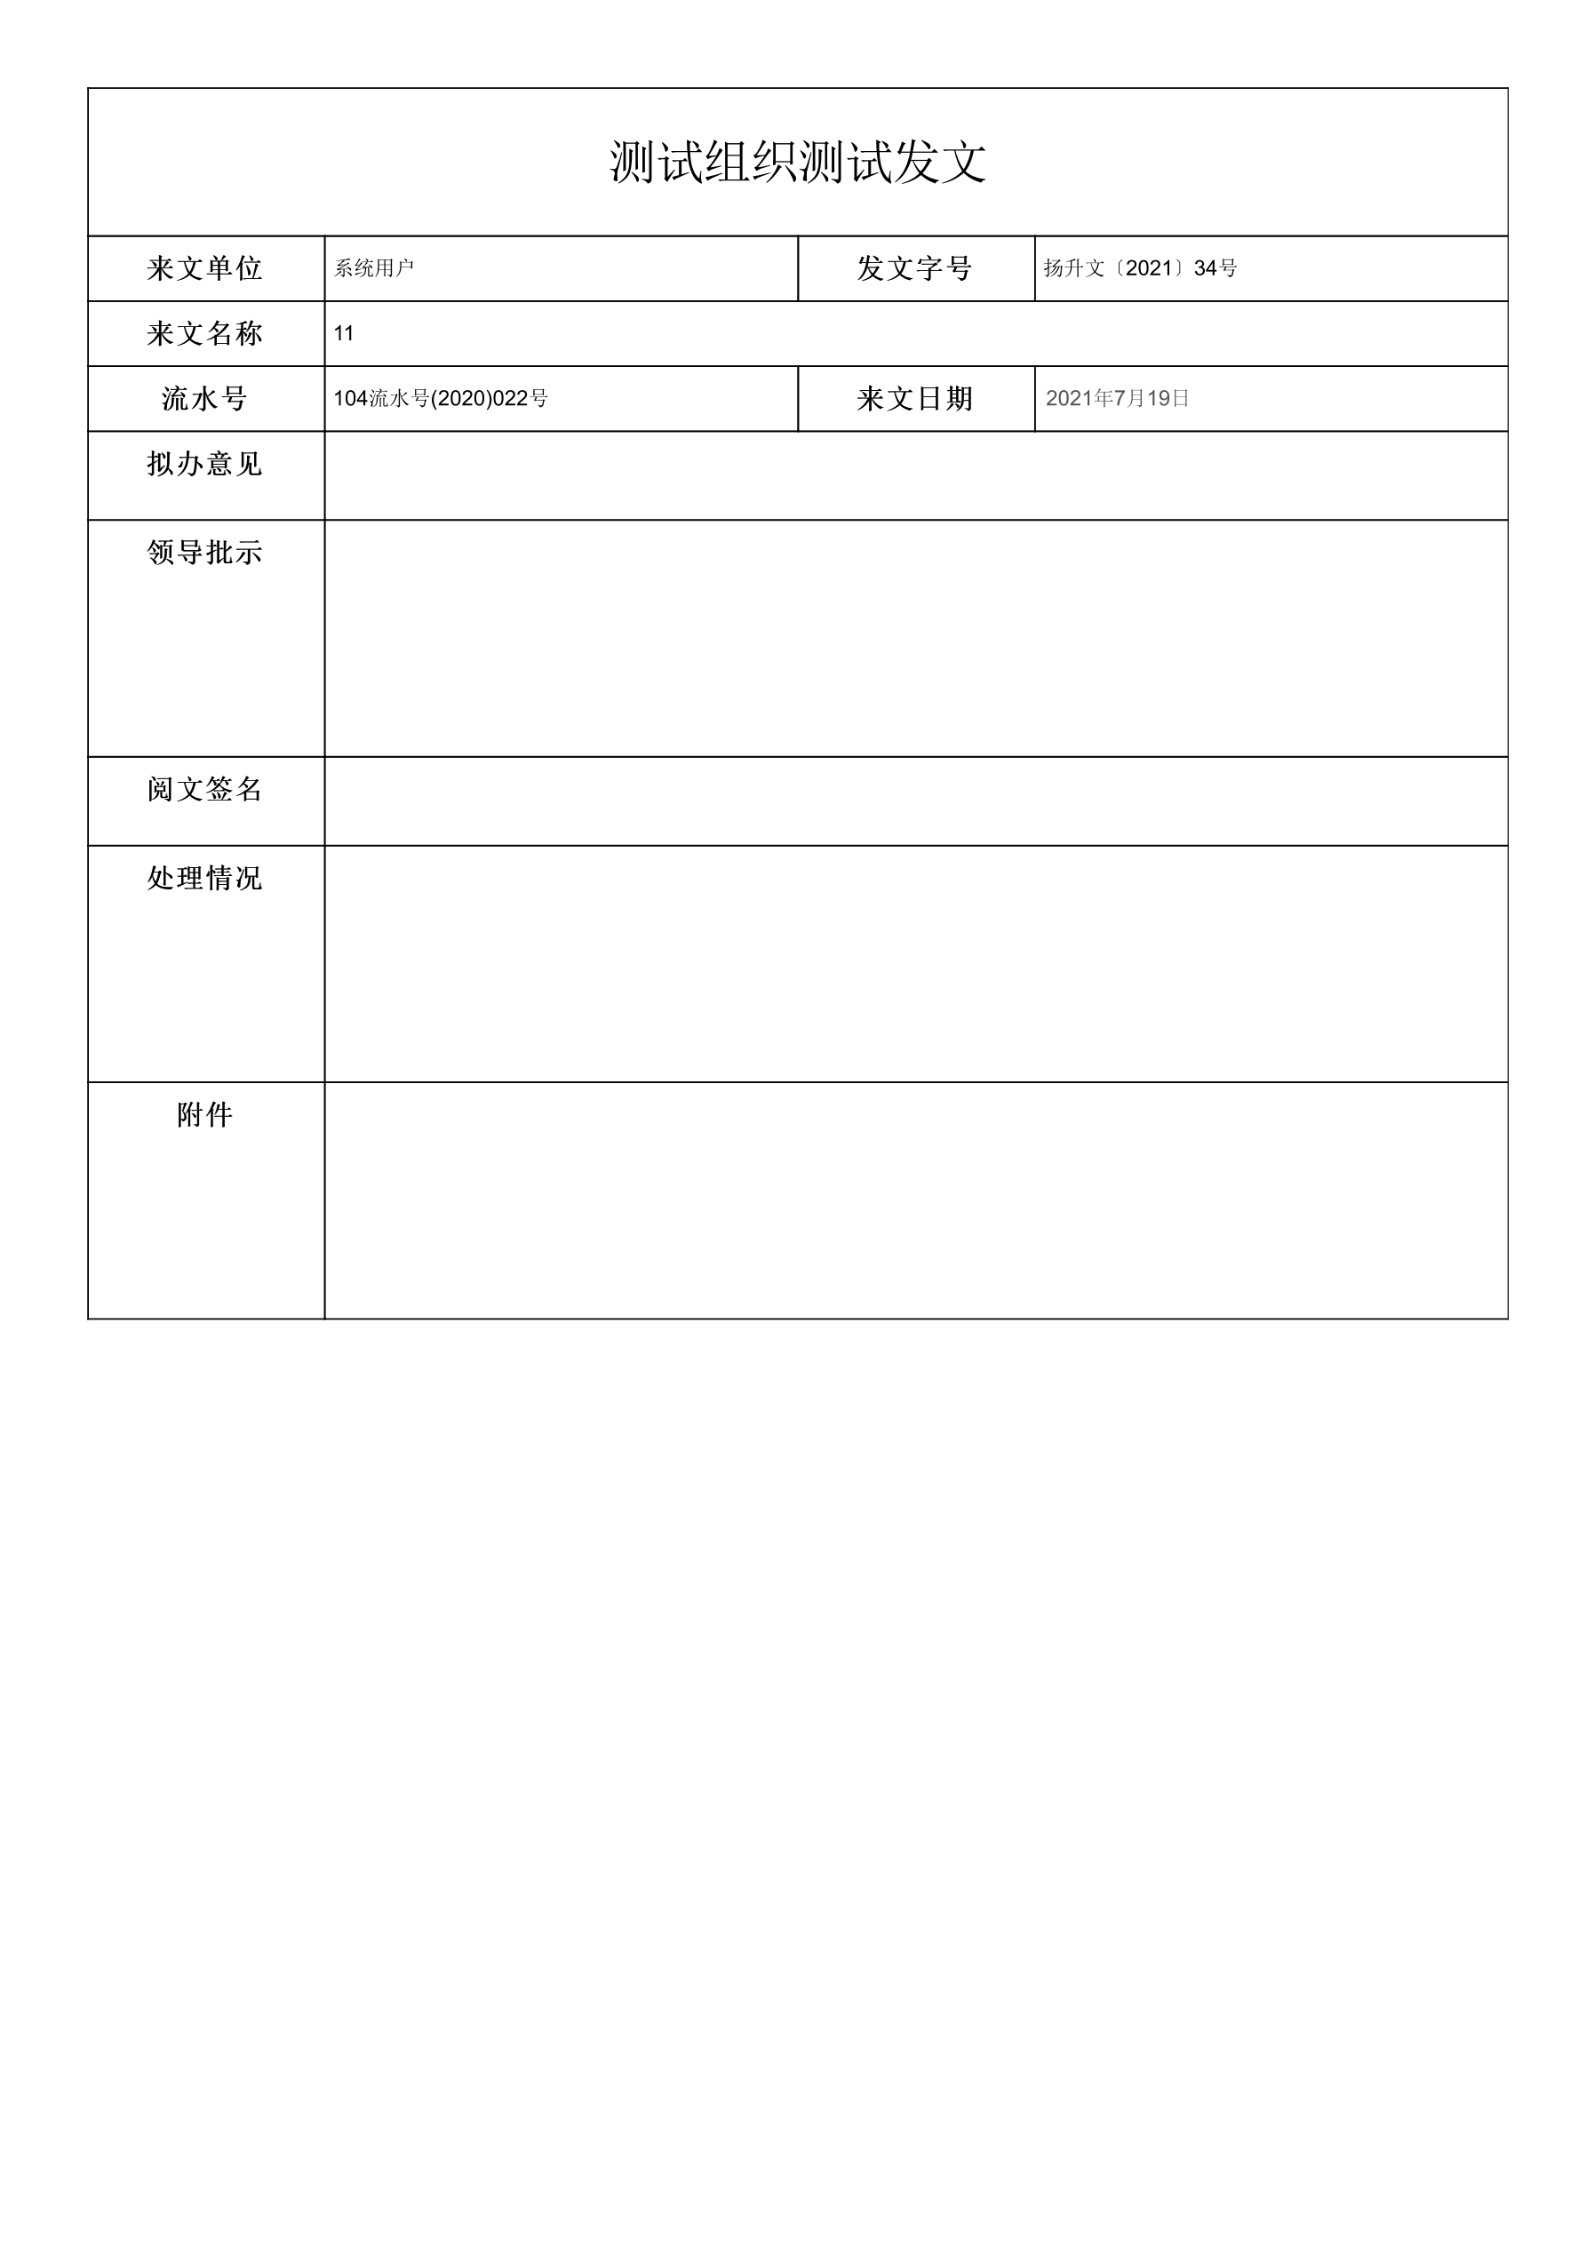 测试组织测试发文
来文单位 系统用户 发文字号 扬升文〔2021〕34号
来文名称 11
流水号 104流水号(2020)022号 来文日期 2021年7月19日
拟办意见
领导批示
阅文签名
处理情况
附件